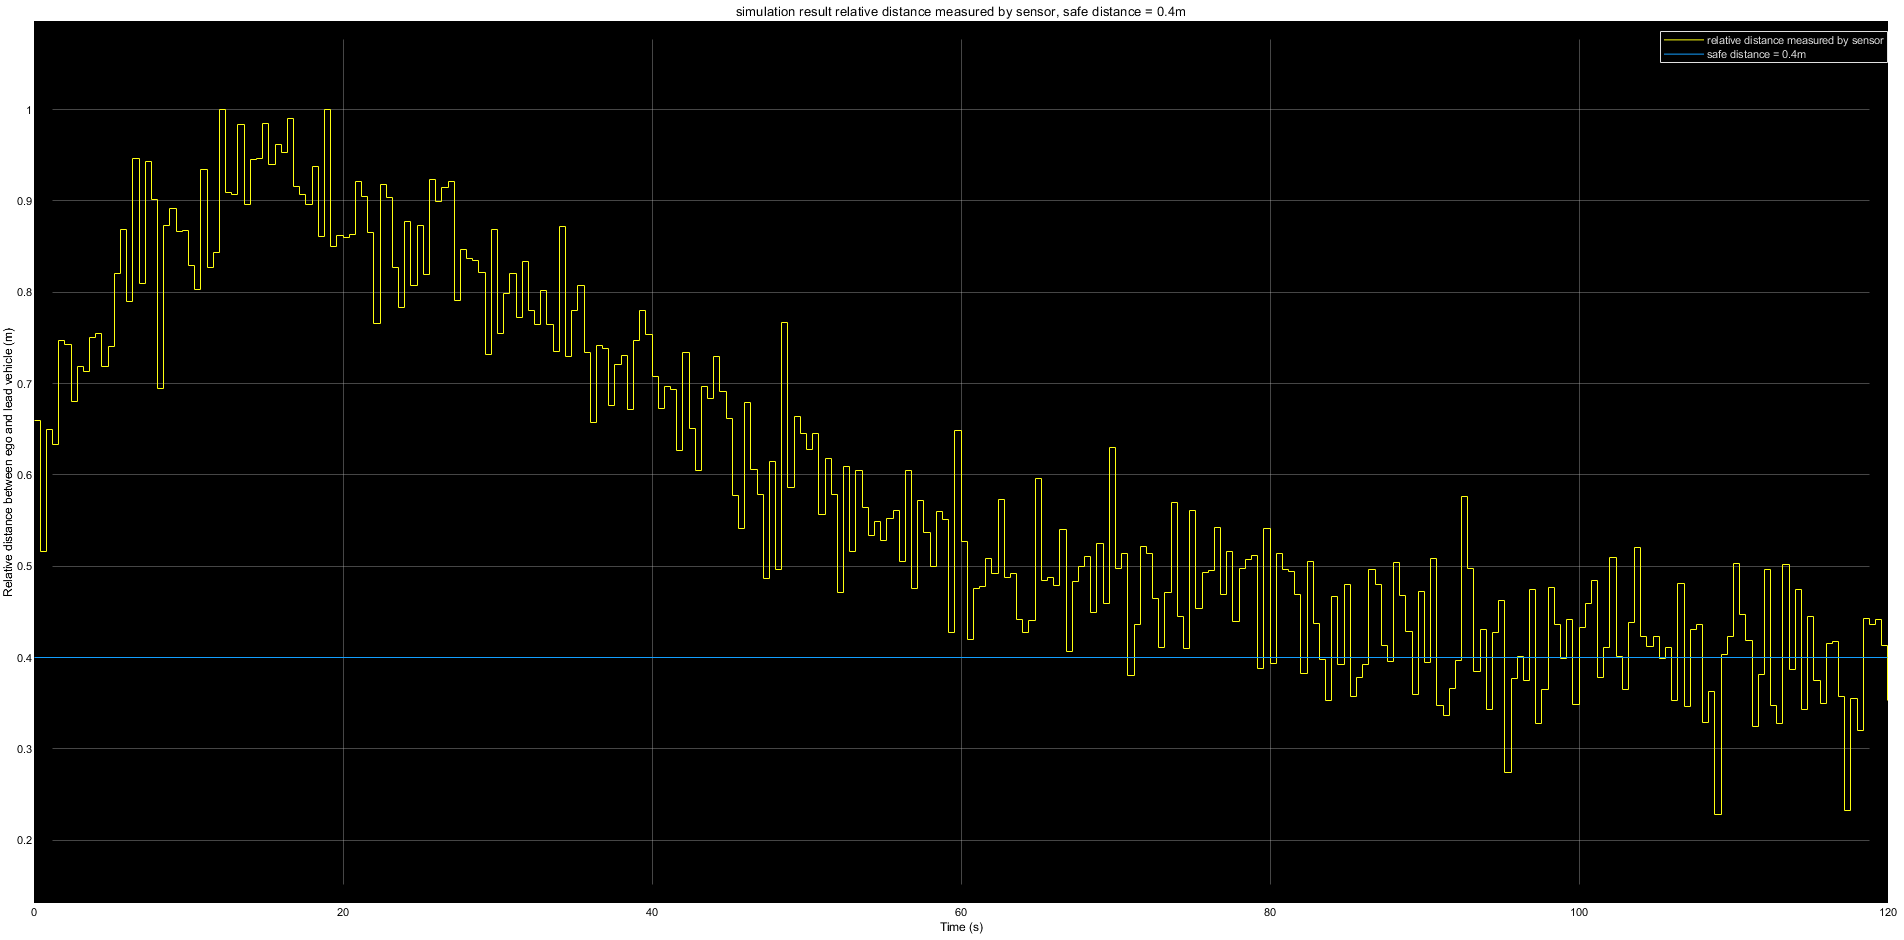 simulation result relative distance measured by sensor, safe distance = 0.4m
relative distance measured by sensor
safe distance = 0.4m
Relative distance between ego and lead vehicle (m)
1
0.9
0.8
0.7
0.6
0.5
0.4
0.3
0.2
0 20 40 60 80 100 120
Time (s)